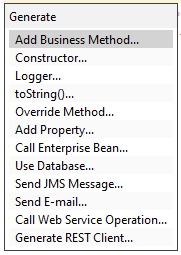 Generate
Add Business Method...
Constructor...
Logger...
toString()...
Override Method...
Add Property...
Call Enterprise Bean...
Use Database...
Send JMS Message...
Send E-mail...
Call Web Service Operation...
Generate REST Client...